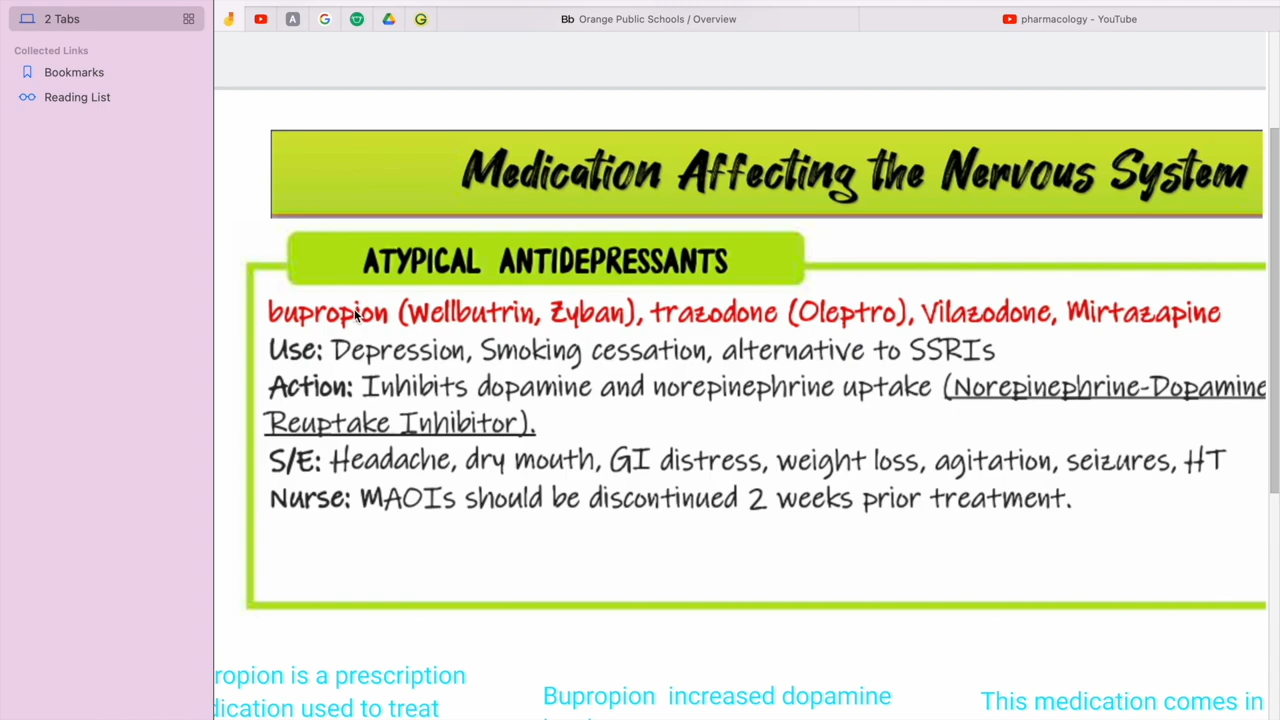 2 Tabs
Bb Orange Public Schools / Overview
pharmacology - YouTube
Collected Links
Bookmarks
Reading List
Medication Affecting the Nervous System
ATYPICAL ANTIDEPRESSANTS
bupropion (Wellbutrin, Zyban), trazodone (Oleptro), Vilazodone, Mirtazapine
Use: Depression, Smoking cessation, alternative to SSRIs
Action: Inhibits dopamine and norepinephrine uptake (Norepinephrine-Dopamine
Reuptake Inhibitor).
S/E: Headache, dry mouth, GI distress, weight loss, agitation, seizures, HT
Nurse: MAOIs should be discontinued 2 weeks prior treatment.
ropion is a prescription
dication used to treat
Bupropion increased dopamine
This medication comes in